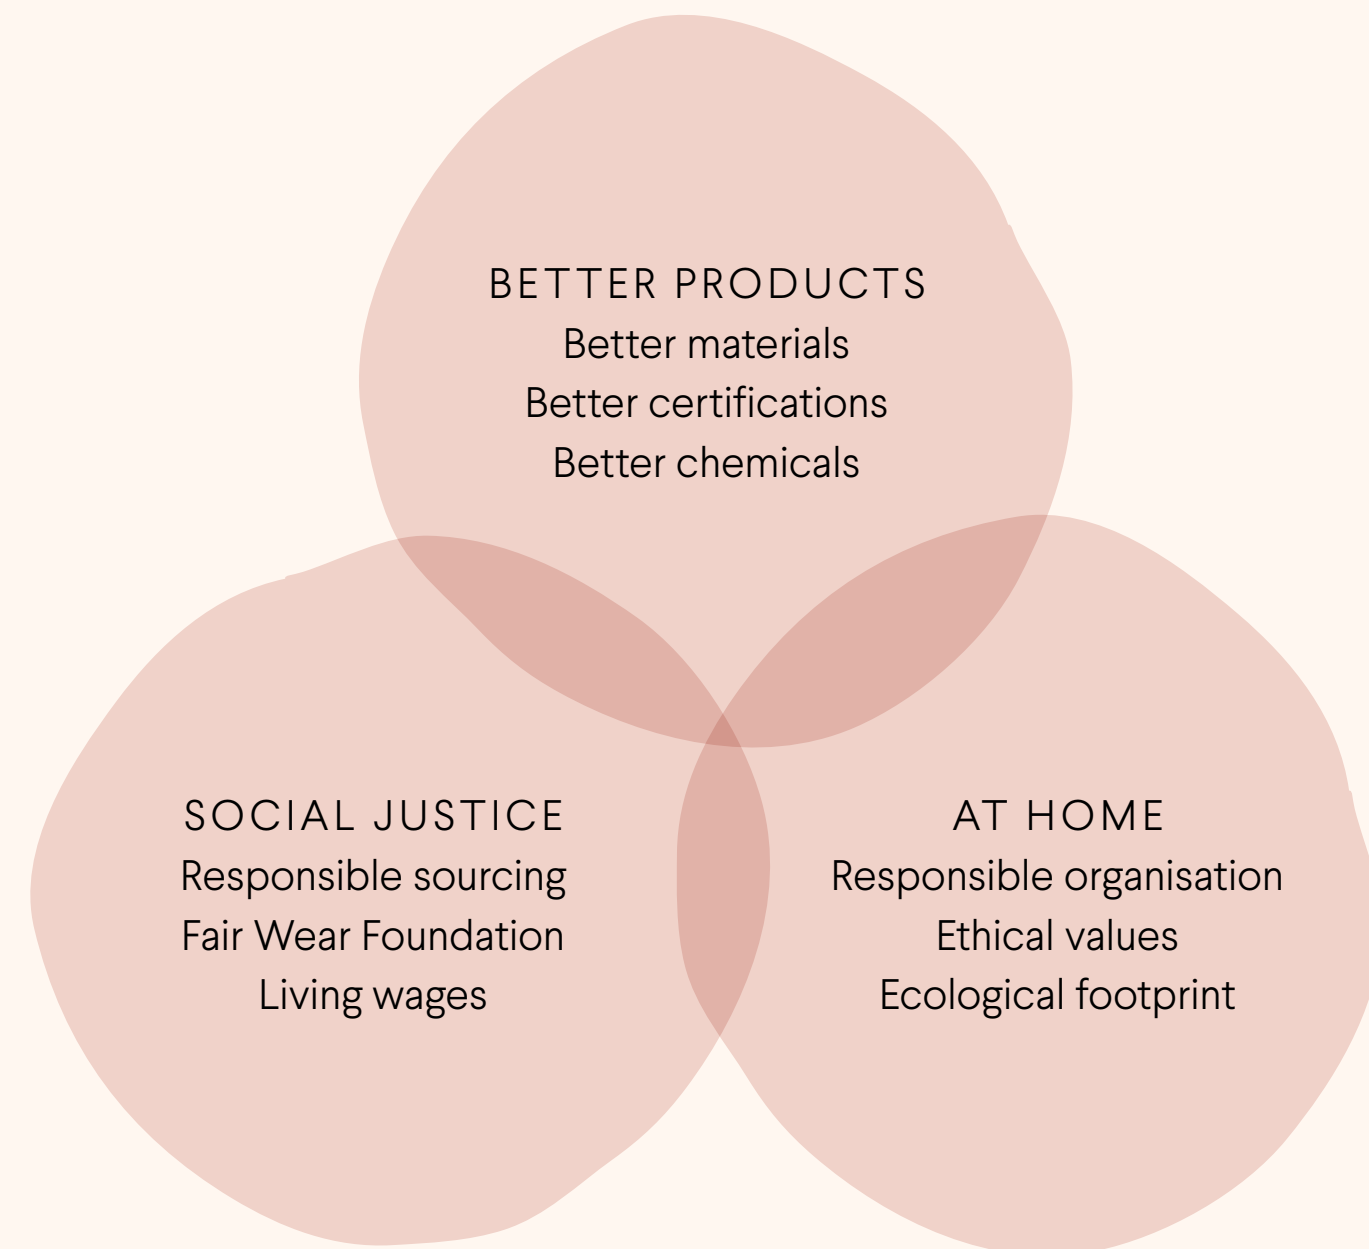 BETTER PRODUCTS
Better materials
Better certifications
Better chemicals
SOCIAL JUSTICE
Responsible sourcing
Fair Wear Foundation
Living wages
AT HOME
Responsible organisation
Ethical values
Ecological footprint